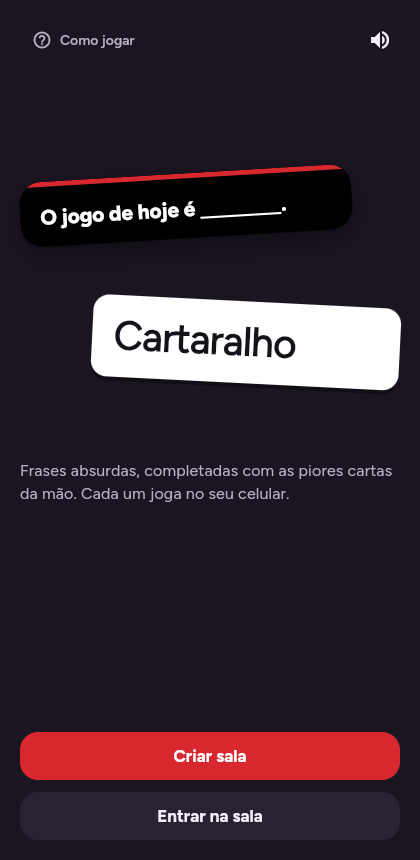 Como jogar
O jogo de hoje é ________.
Cartaralho
Frases absurdas, completadas com as piores cartas
da mão. Cada um joga no seu celular.
Criar sala
Entrar na sala